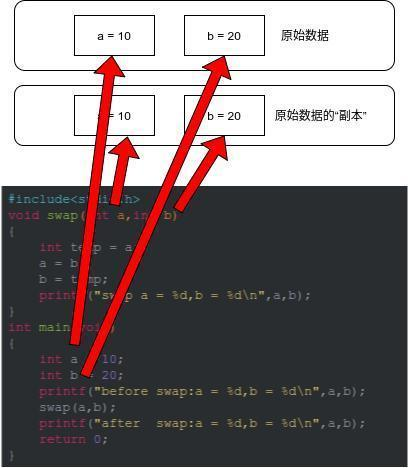 a = 10
b = 20
原始数据
= 10
b = 20
原始数据的“副本”
#include<stdio.h>
void swap(int a,int b)
{
int temp = a;
a = b;
b = temp;
printf("swap a = %d,b = %d\n",a,b);
}
int main(void)
{
int a = 10;
int b = 20;
printf("before swap:a = %d,b = %d\n",a,b);
swap(a,b);
printf("after  swap:a = %d,b = %d\n",a,b);
return 0;
}